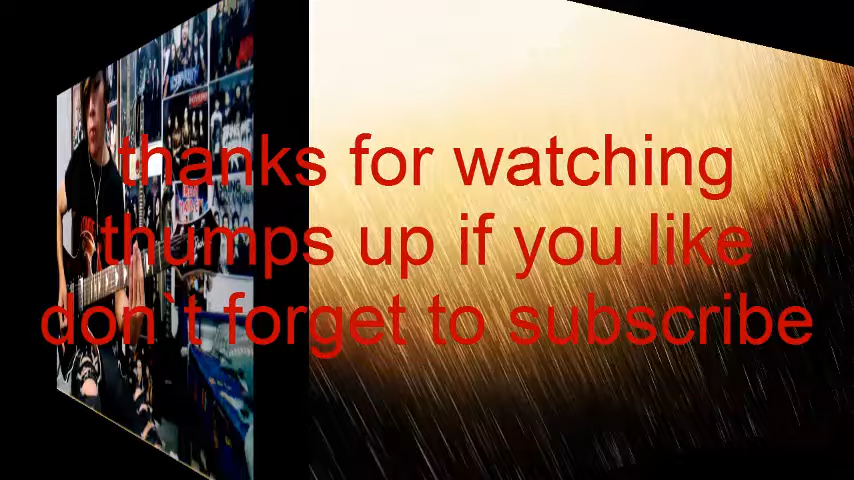 thanks for watching
thumps up if you like
don`t forget to subscribe